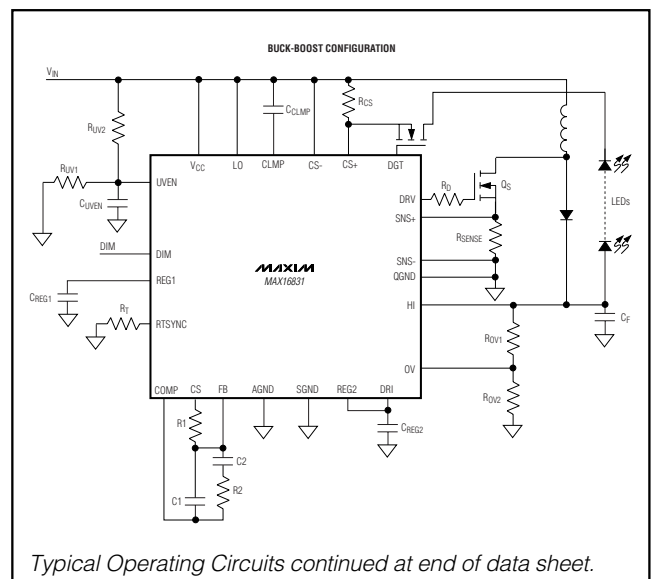 BUCK-BOOST CONFIGURATION
VIN
RUV2
RUV1
CUVEN
CCLMP
RCS
VCC LO CLMP CS- CS+ DGT
UVEN
DIM
DIM
REG1
CREG1
RT
RTSYNC
MAXIM
MAX16831
DRV
RD
QS
SNS+
RSENSE
SNS-
QGND
HI
OV
LEDs
CF
ROV1
ROV2
COMP CS FB AGND SGND REG2 DRI
R1
C2
C1
R2
CREG2
Typical Operating Circuits continued at end of data sheet.